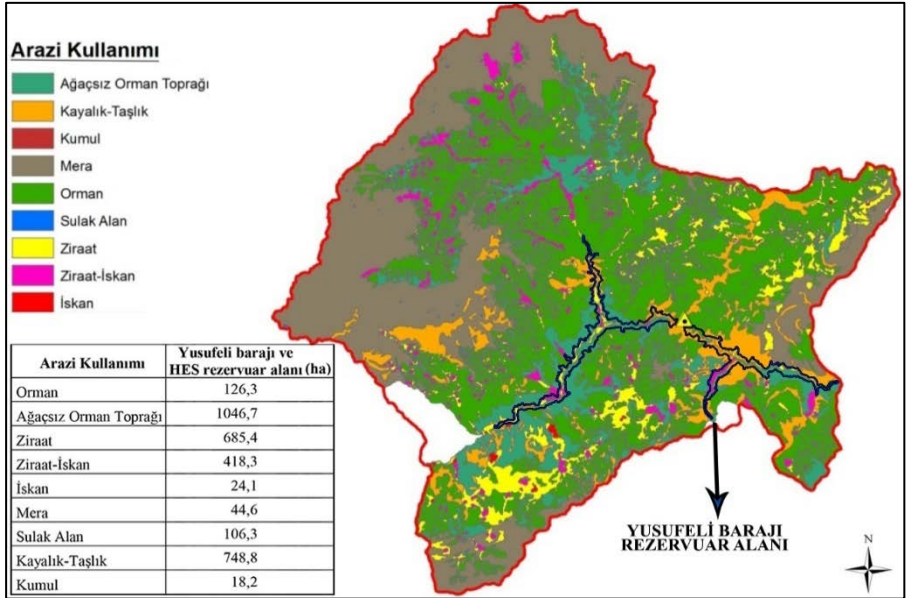 Arazi Kullanımı
Ağaçsız Orman Toprağı
Kayalık-Taşlık
Kumul
Mera
Orman
Sulak Alan
Ziraat
Ziraat-İskan
İskan
Arazi Kullanımı Yusufeli barajı ve
HES rezervuar alanı (ha)
Orman 126,3
Ağaçsız Orman Toprağı 1046,7
Ziraat 685,4
Ziraat-İskan 418,3
İskan 24,1
Mera 44,6
Sulak Alan 106,3
Kayalık-Taşlık 748,8
Kumul 18,2
YUSUFELİ BARAJI
REZERVUAR ALANI
N